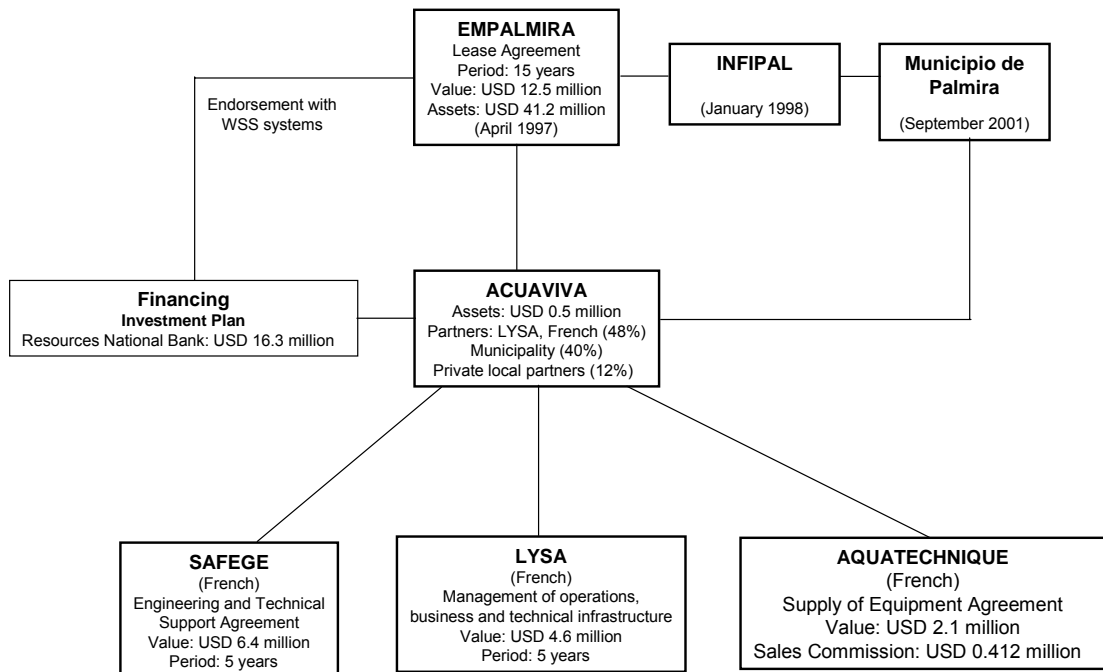 EMPALMIRA
Lease Agreement
Period: 15 years
Value: USD 12.5 million
Assets: USD 41.2 million
(April 1997)
INFIPAL
(January 1998)
Municipio de
Palmira
(September 2001)
Endorsement with
WSS systems
Financing
Investment Plan
Resources National Bank: USD 16.3 million
ACUAVIVA
Assets: USD 0.5 million
Partners: LYSA, French (48%)
Municipality (40%)
Private local partners (12%)
SAFEGE
(French)
Engineering and Technical
Support Agreement
Value: USD 6.4 million
Period: 5 years
LYSA
(French)
Management of operations,
business and technical infrastructure
Value: USD 4.6 million
Period: 5 years
AQUATECHNIQUE
(French)
Supply of Equipment Agreement
Value: USD 2.1 million
Sales Commission: USD 0.412 million